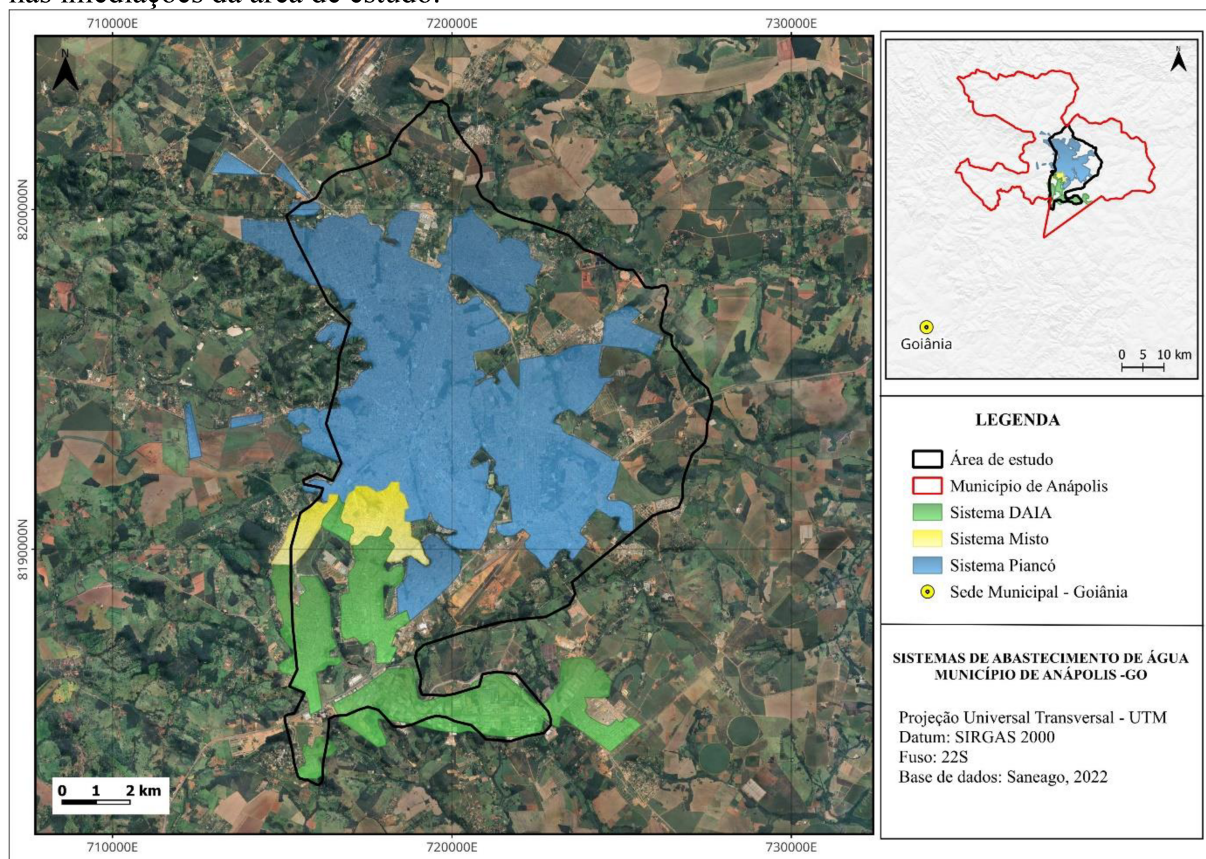 nas imediações da área de estudo.
710000E
720000E
730000E
N
8200000N
8190000N
0 1 2 km
710000E
720000E
730000E
N
Goiânia
0 5 10 km
LEGENDA
Área de estudo
Município de Anápolis
Sistema DAIA
Sistema Misto
Sistema Piancó
Sede Municipal - Goiânia
SISTEMAS DE ABASTECIMENTO DE ÁGUA
MUNICÍPIO DE ANÁPOLIS -GO
Projeção Universal Transversal - UTM
Datum: SIRGAS 2000
Fuso: 22S
Base de dados: Saneago, 2022